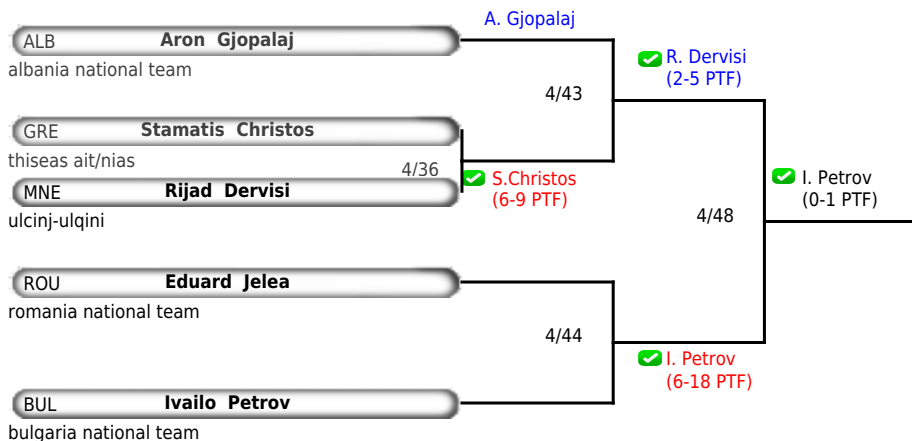 A. Gjopalaj
ALB Aron Gjopalaj
albania national team
R. Dervisi
(2-5 PTF)
4/43
GRE Stamatis Christos
thiseas ait/nias
4/36
S.Christos
(6-9 PTF)
MNE Rijad Dervisi
ulcinj-ulqini
I. Petrov
(0-1 PTF)
4/48
ROU Eduard Jelea
romania national team
4/44
I. Petrov
(6-18 PTF)
BUL Ivailo Petrov
bulgaria national team